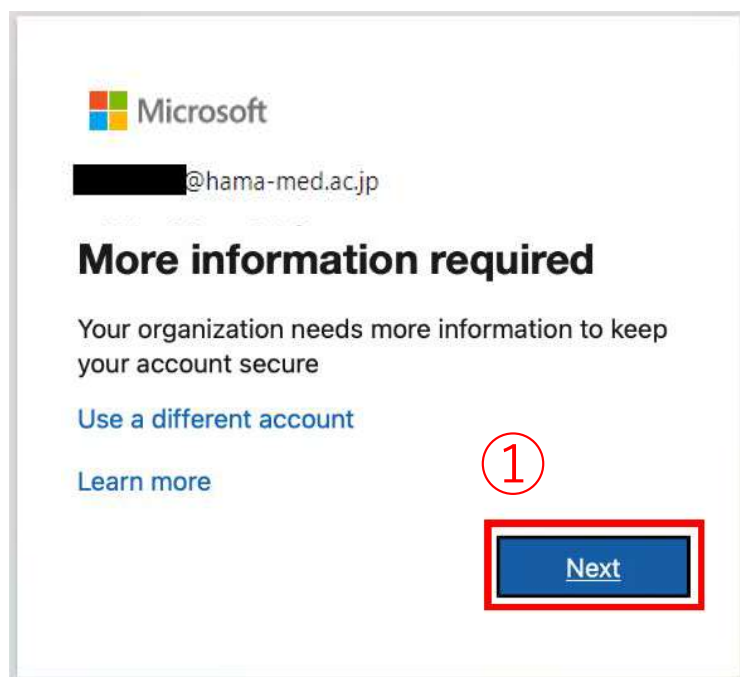 Microsoft
@hama-med.ac.jp
More information required
Your organization needs more information to keep
your account secure
Use a different account
Learn more
①
Next